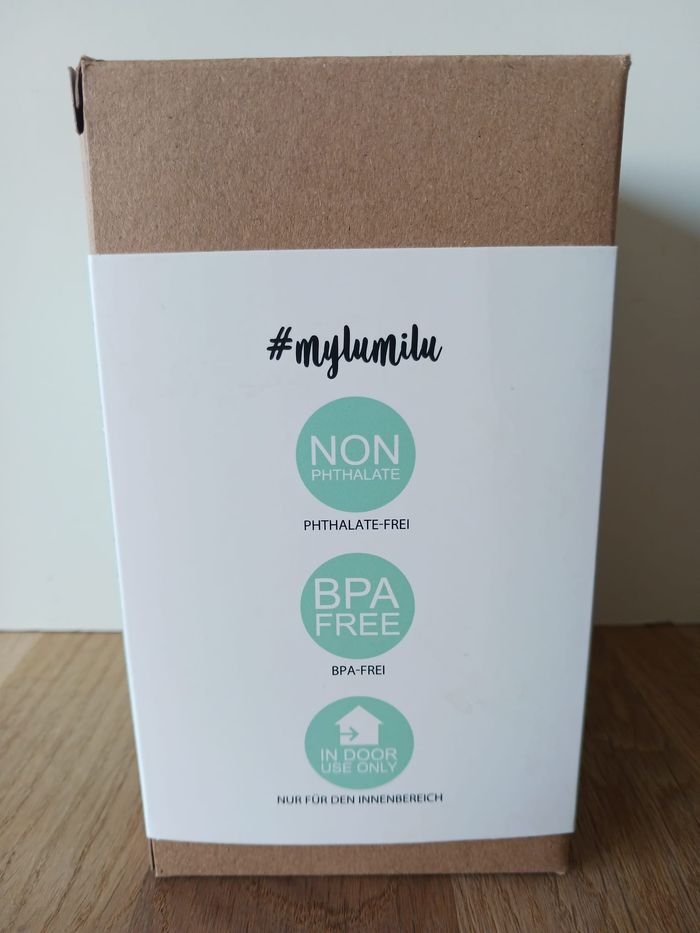 #mylumilu
NON
PHTHALATE
PHTHALATE-FREI
BPA
FREE
BPA-FREI
IN DOOR
USE ONLY
NUR FÜR DEN INNENBEREICH